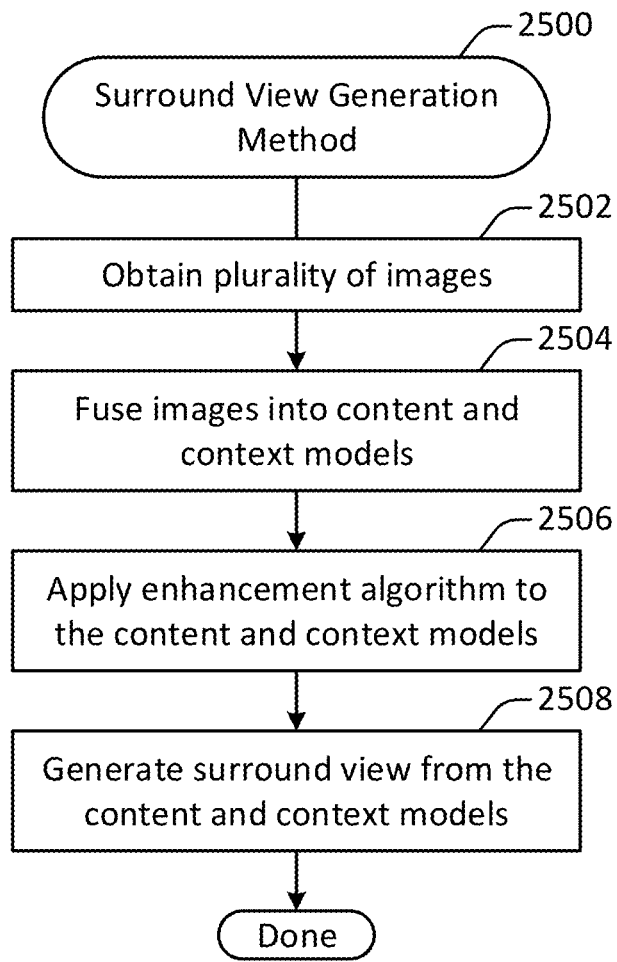 2500
Surround View Generation
Method
2502
Obtain plurality of images
2504
Fuse images into content and
context models
2506
Apply enhancement algorithm to
the content and context models
2508
Generate surround view from the
content and context models
Done